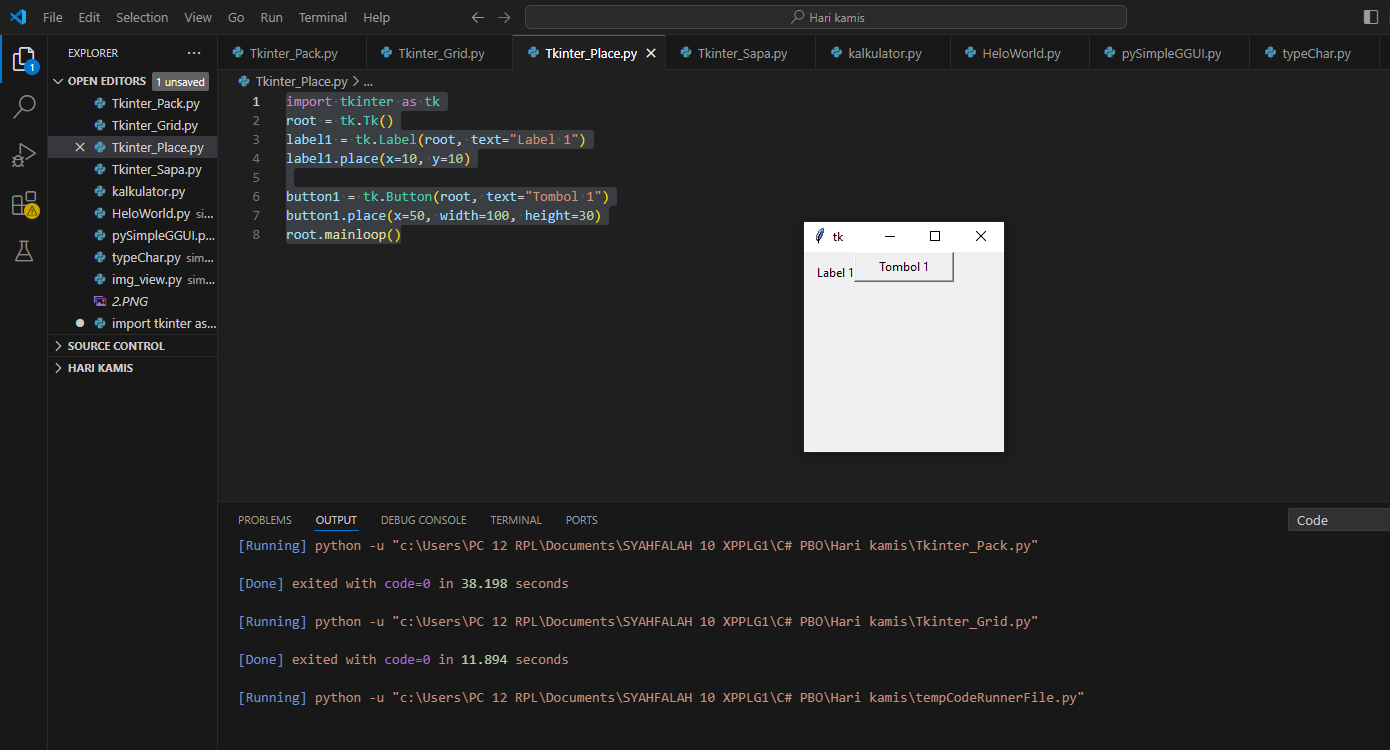 File Edit Selection View Go Run Terminal Help Hari kamis
EXPLORER
OPEN EDITORS 1 unsaved
Tkinter_Pack.py
Tkinter_Grid.py
Tkinter_Place.py
Tkinter_Sapa.py
kalkulator.py
HeloWorld.py si...
pySimpleGGUI.p...
typeChar.py sim...
img_view.py sim...
2.PNG
import tkinter as...
SOURCE CONTROL
HARI KAMIS
1
Tkinter_Pack.py Tkinter_Grid.py Tkinter_Place.py Tkinter_Sapa.py kalkulator.py HeloWorld.py pySimpleGGUI.py typeChar.py
Tkinter_Place.py > ...
1 import tkinter as tk
2 root = tk.Tk()
3 label1 = tk.Label(root, text="Label 1")
4 label1.place(x=10, y=10)
5
6 button1 = tk.Button(root, text="Tombol 1")
7 button1.place(x=50, width=100, height=30)
8 root.mainloop()
tk
Label 1 Tombol 1
PROBLEMS OUTPUT DEBUG CONSOLE TERMINAL PORTS Code
[Running] python -u "c:\Users\PC 12 RPL\Documents\SYAHFALAH 10 XPPLG1\C# PBO\Hari kamis\Tkinter_Pack.py"
[Done] exited with code=0 in 38.198 seconds
[Running] python -u "c:\Users\PC 12 RPL\Documents\SYAHFALAH 10 XPPLG1\C# PBO\Hari kamis\Tkinter_Grid.py"
[Done] exited with code=0 in 11.894 seconds
[Running] python -u "c:\Users\PC 12 RPL\Documents\SYAHFALAH 10 XPPLG1\C# PBO\Hari kamis\tempCodeRunnerFile.py"